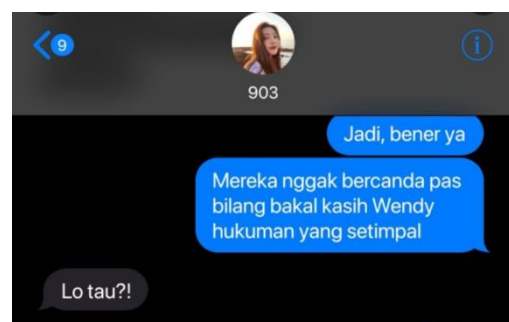 9
903
Jadi, bener ya
Mereka nggak bercanda pas
bilang bakal kasih Wendy
hukuman yang setimpal
Lo tau?!